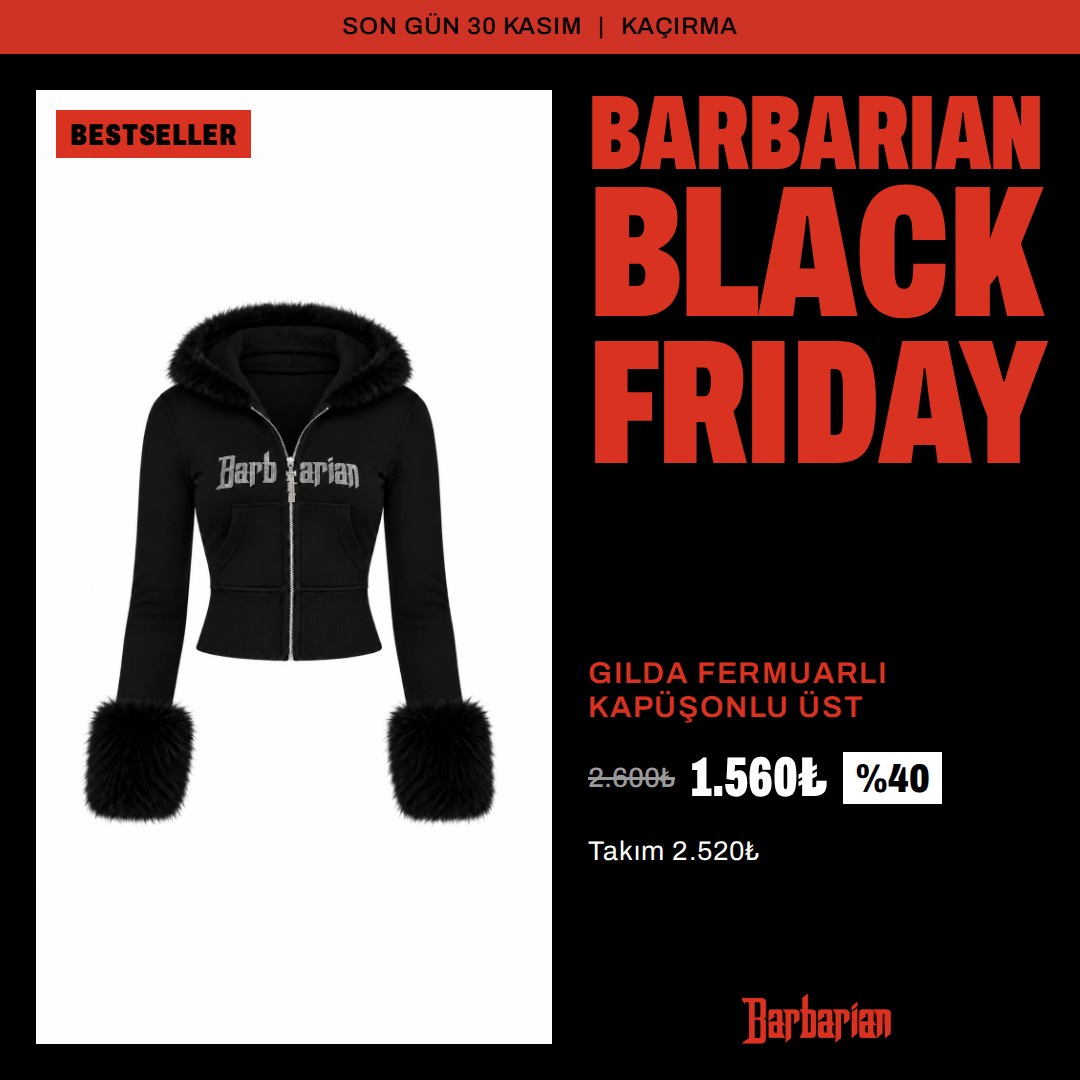 SON GÜN 30 KASIM | KAÇIRMA
BESTSELLER
Barbarian
BARBARIAN
BLACK
FRIDAY
GILDA FERMUARLI
KAPÜŞONLU ÜST
2.600₺ 1.560₺ %40
Takım 2.520₺
Barbarian